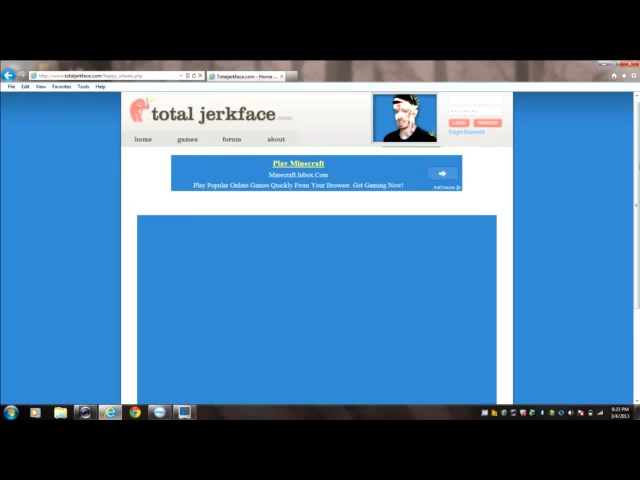 http://www.totaljerkface.com/happy_wheels.php
Totaljerkface.com - Home ...
File Edit View Favorites Tools Help
total jerkface.com
LOGIN REGISTER
Forgot Password?
home games forum about
Play Minecraft
Minecraft.Inbox.Com
Play Popular Online Games Quickly From Your Browser. Get Gaming Now!
AdChoices
9:33 PM
3/4/2013